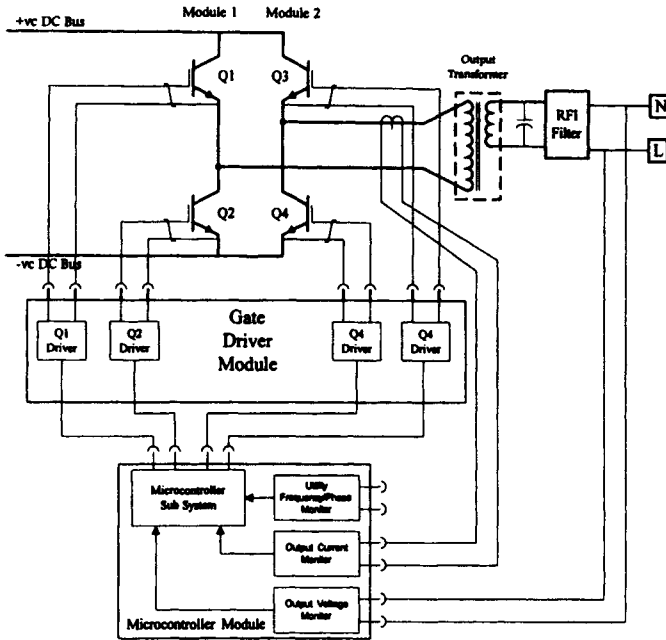 Module 1 Module 2
+vc DC Bus
Q1 Q3
Output
Transformer
RFI
Filter
N
L
Q2 Q4
-vc DC Bus
Gate
Driver
Module
Q1
Driver
Q2
Driver
Q4
Driver
Q4
Driver
Microcontroller
Sub System
Utility
Frequency/Phase
Monitor
Output Current
Monitor
Output Voltage
Monitor
Microcontroller Module